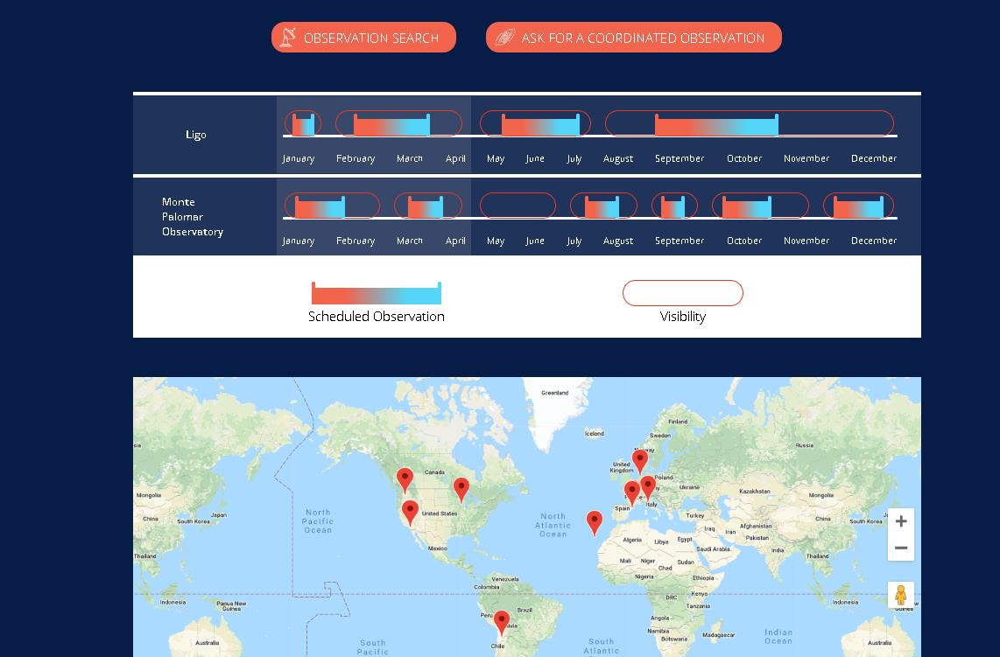 OBSERVATION SEARCH
ASK FOR A COORDINATED OBSERVATION
Ligo
January February March April May June July August September October November December
Monte
Palomar
Observatory
January February March April May June July August September October November December
Scheduled Observation
Visibility
Greenland
Finland
Iceland
Sweden
sia
Russia
Norway
United
Kingdom
Canada
Poland
Ukraine
Mongolia
Kazakhstan
Mongolia
Spain
Italy
China
Japan
South Korea
North
Pacific
Ocean
United States
North
Atlantic
Ocean
Turkey
Iraq
Iran
Afghanistan
Pakistan
China
South Korea
Algeria
Libya
Egypt
Saudi Arabia
India
Thailand
Mexico
Mali
Niger
Chad
Sudan
Thailand
Nigeria
Ethiopia
Venezuela
Colombia
DRC
Kenya
Tanzania
Indonesia
Papua New
Guinea
Brazil
Indonesia
Guinea
Peru
livia
Angola
Namibia
Botswana
Madagascar
Indian
Ocean
Australia
Chile
South
Pacific
South
Atlantic
Australia
+
−